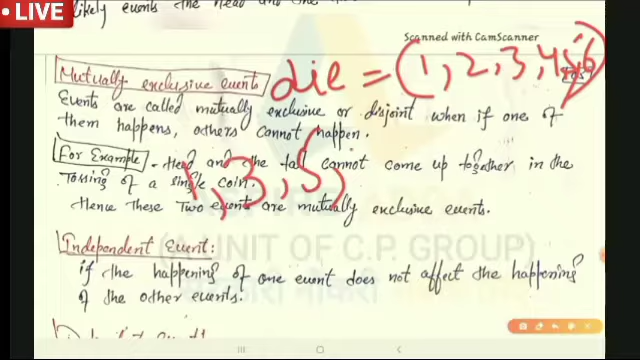 LIVE
likely events the Head and the
Scanned with CamScanner
Mutually exclusive events
die = (1, 2, 3, 4, 5, 6)
Events are called mutually exclusive or disjoint when if one of
them happens, others cannot happen.
For Example - Head and the tail cannot come up together in the
Tossing of a single coin.
1, 3, 5)
Hence These Two event are mutually exclusive events.
Independent Event:
if the happening of one event does not affect the happening
of the other events.
(A UNIT OF C.P. GROUP)